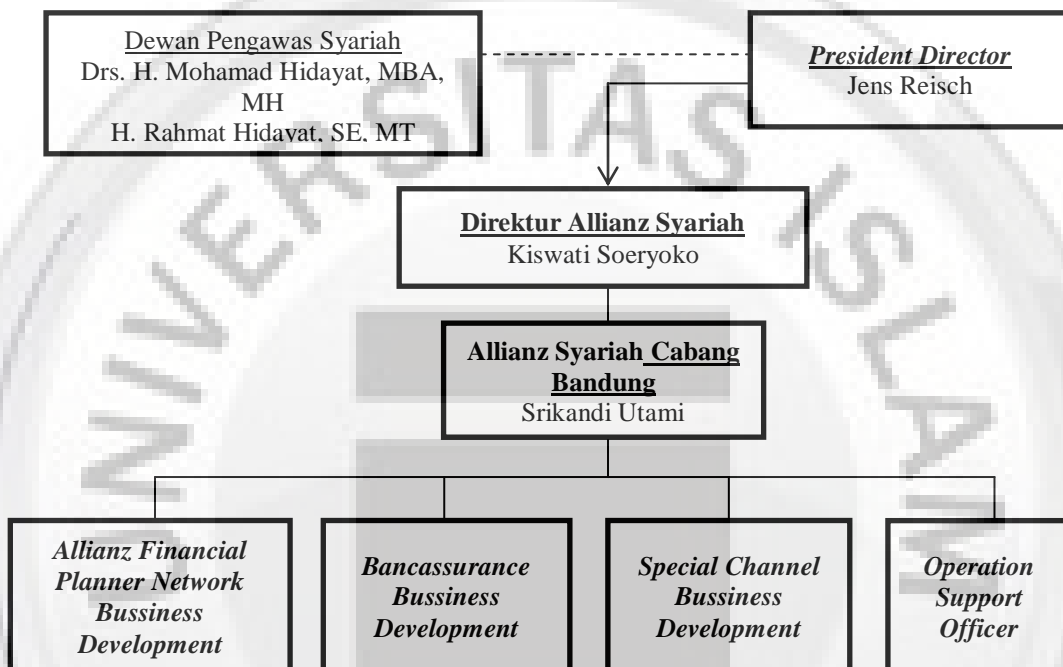 Dewan Pengawas Syariah
Drs. H. Mohamad Hidayat, MBA,
MH
H. Rahmat Hidayat, SE, MT
President Director
Jens Reisch
Direktur Allianz Syariah
Kiswati Soeryoko
Allianz Syariah Cabang
Bandung
Srikandi Utami
Allianz Financial
Planner Network
Bussiness
Development
Bancassurance
Bussiness
Development
Special Channel
Bussiness
Development
Operation
Support
Officer
UNIVERSITAS ISLAM